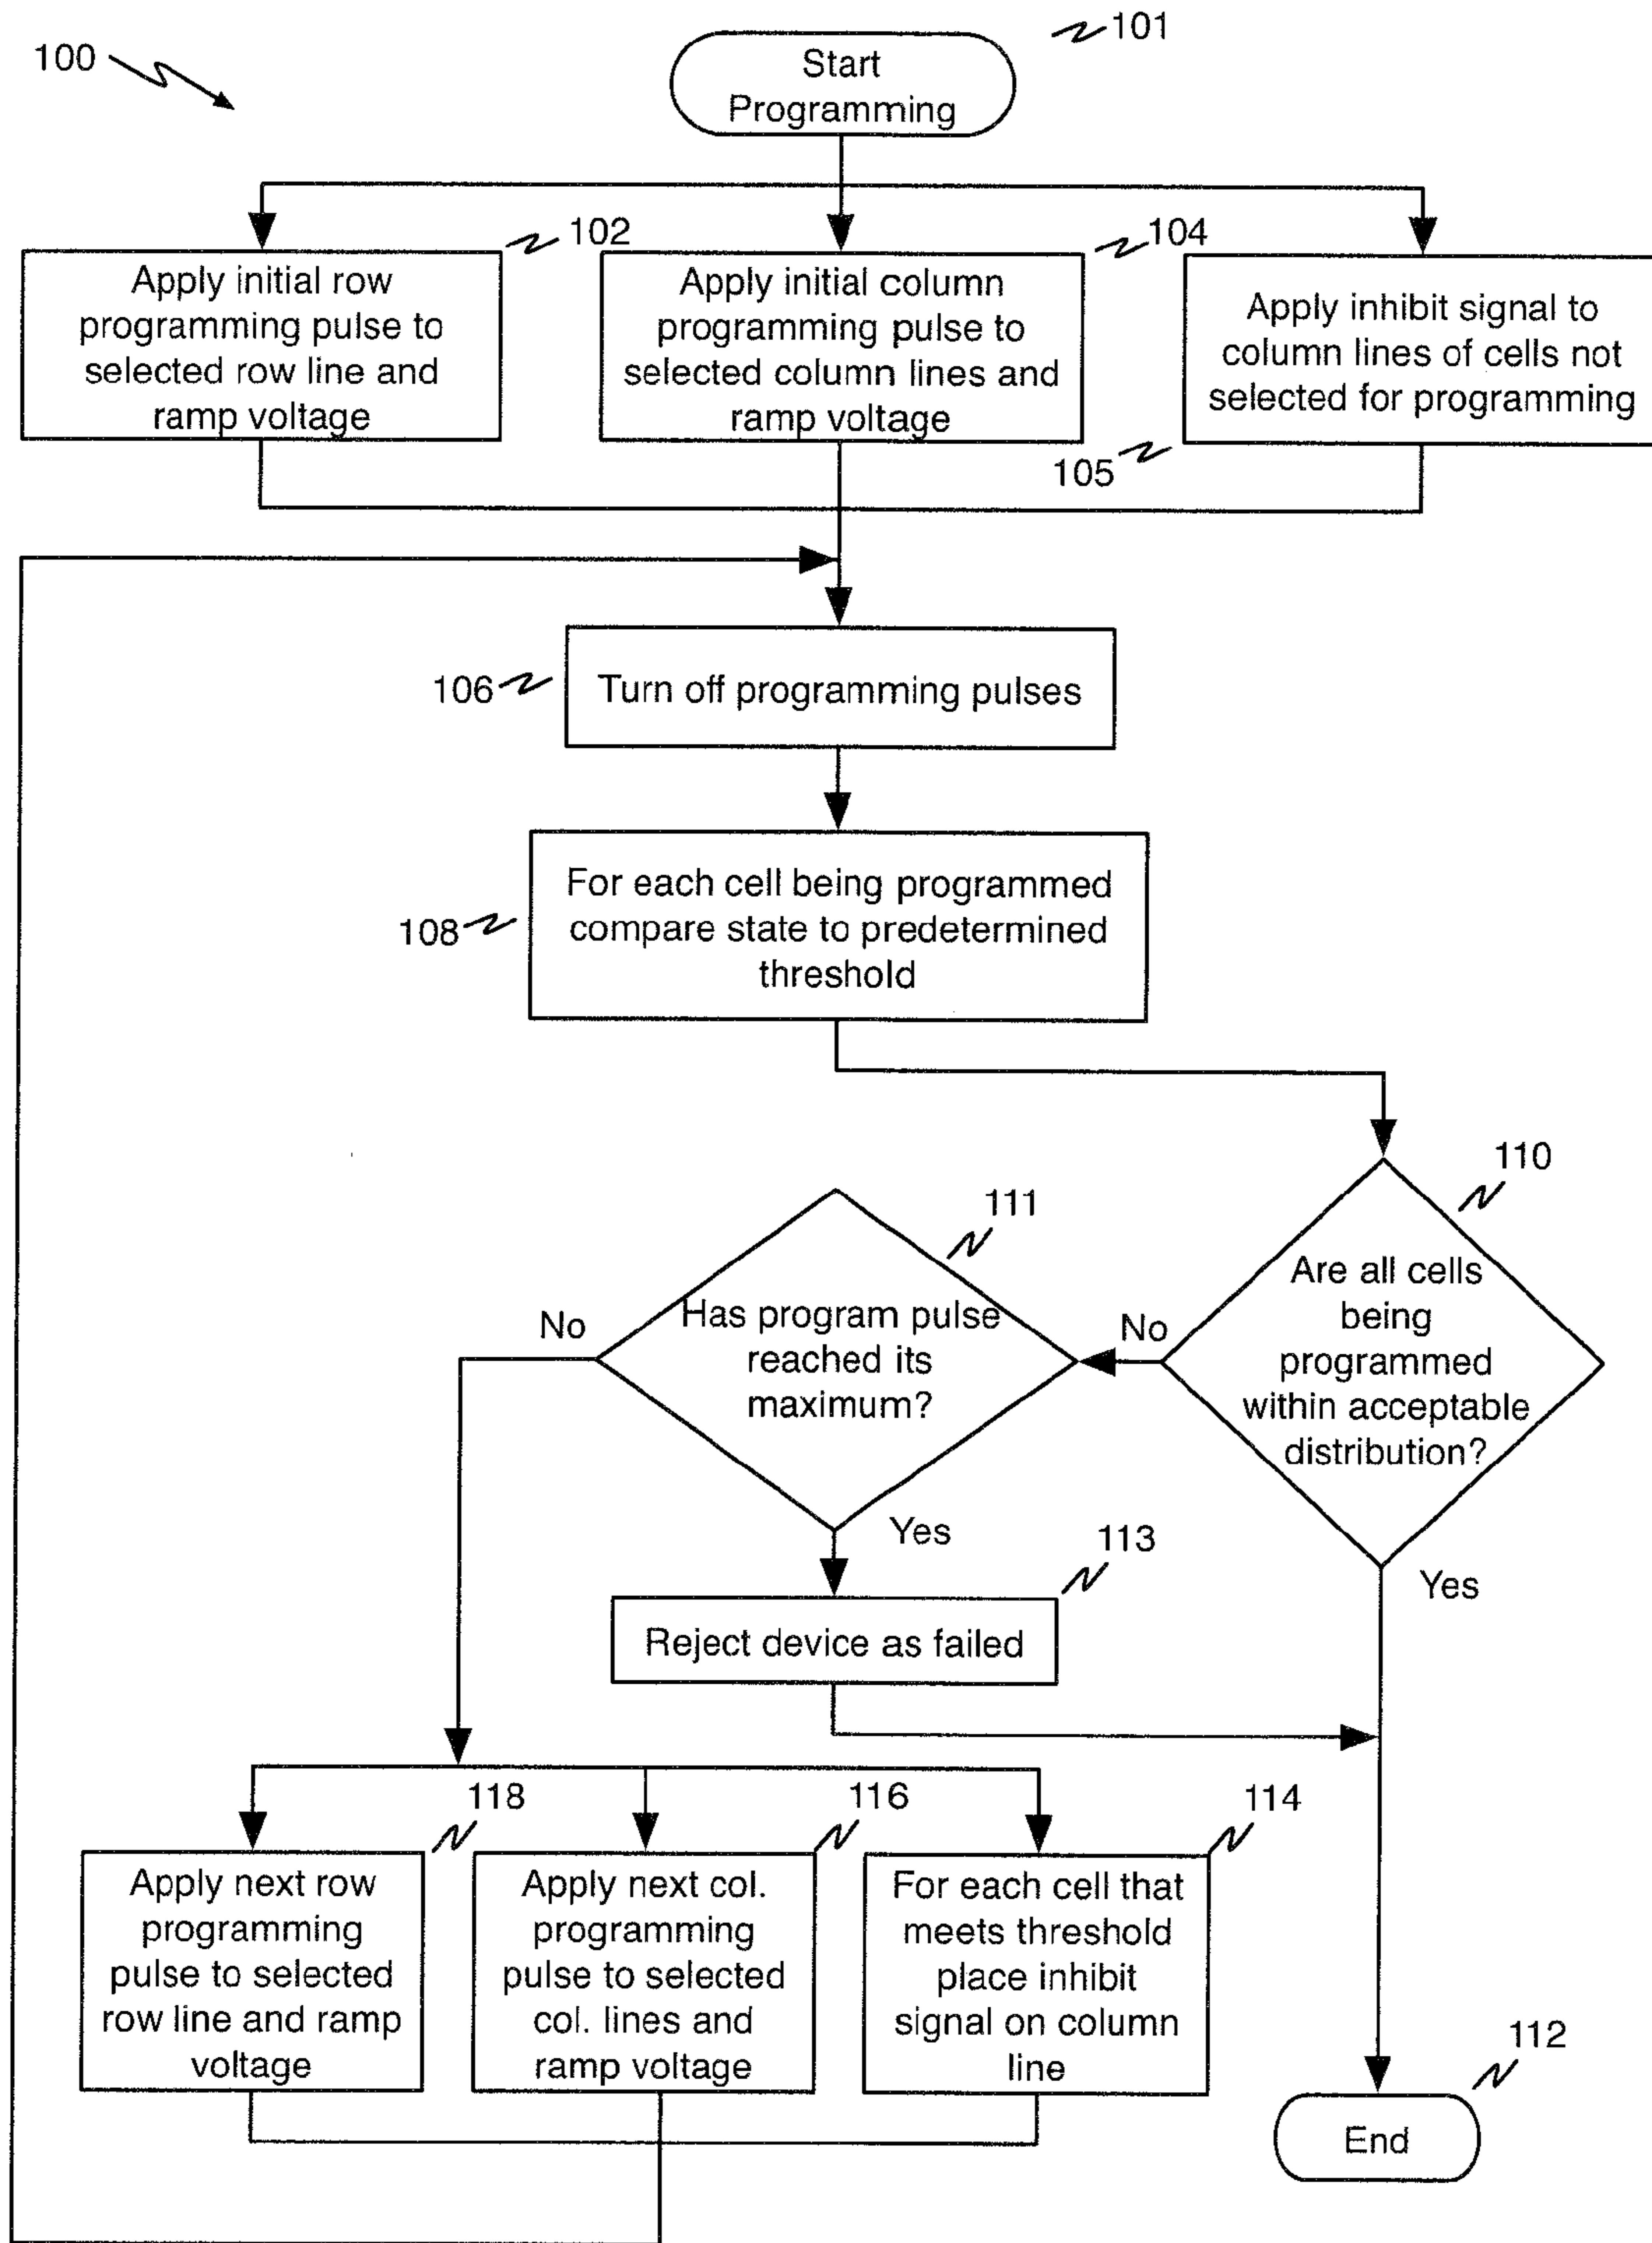 100
101
Start
Programming
102
Apply initial row
programming pulse to
selected row line and
ramp voltage
104
Apply initial column
programming pulse to
selected column lines and
ramp voltage
105
Apply inhibit signal to
column lines of cells not
selected for programming
106
Turn off programming pulses
108
For each cell being programmed
compare state to predetermined
threshold
110
Are all cells
being
programmed
within acceptable
distribution?
No
Yes
111
Has program pulse
reached its
maximum?
No
Yes
113
Reject device as failed
118
Apply next row
programming
pulse to selected
row line and ramp
voltage
116
Apply next col.
programming
pulse to selected
col. lines and
ramp voltage
114
For each cell that
meets threshold
place inhibit
signal on column
line
112
End